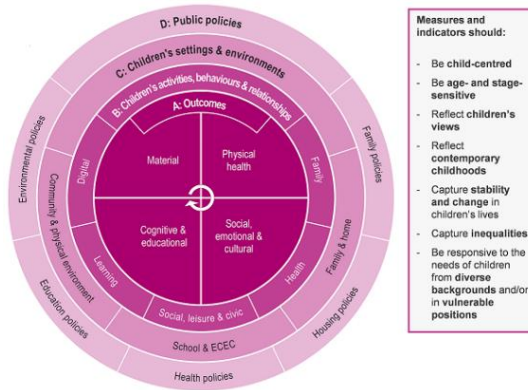 D: Public policies
C: Children's settings & environments
B: Children's activities, behaviours & relationships
A: Outcomes
Material
Physical
health
Cognitive &
educational
Social,
emotional &
cultural
Digital
Family
Learning
Health
Social, leisure & civic
Community & physical environment
Family & home
School & ECEC
Environmental policies
Family policies
Education policies
Housing policies
Health policies
Measures and
indicators should:
- Be child-centred
- Be age- and stage-
sensitive
- Reflect children's
views
- Reflect
contemporary
childhoods
- Capture stability
and change in
children's lives
- Capture inequalities
- Be responsive to the
needs of children
from diverse
backgrounds and/or
in vulnerable
positions